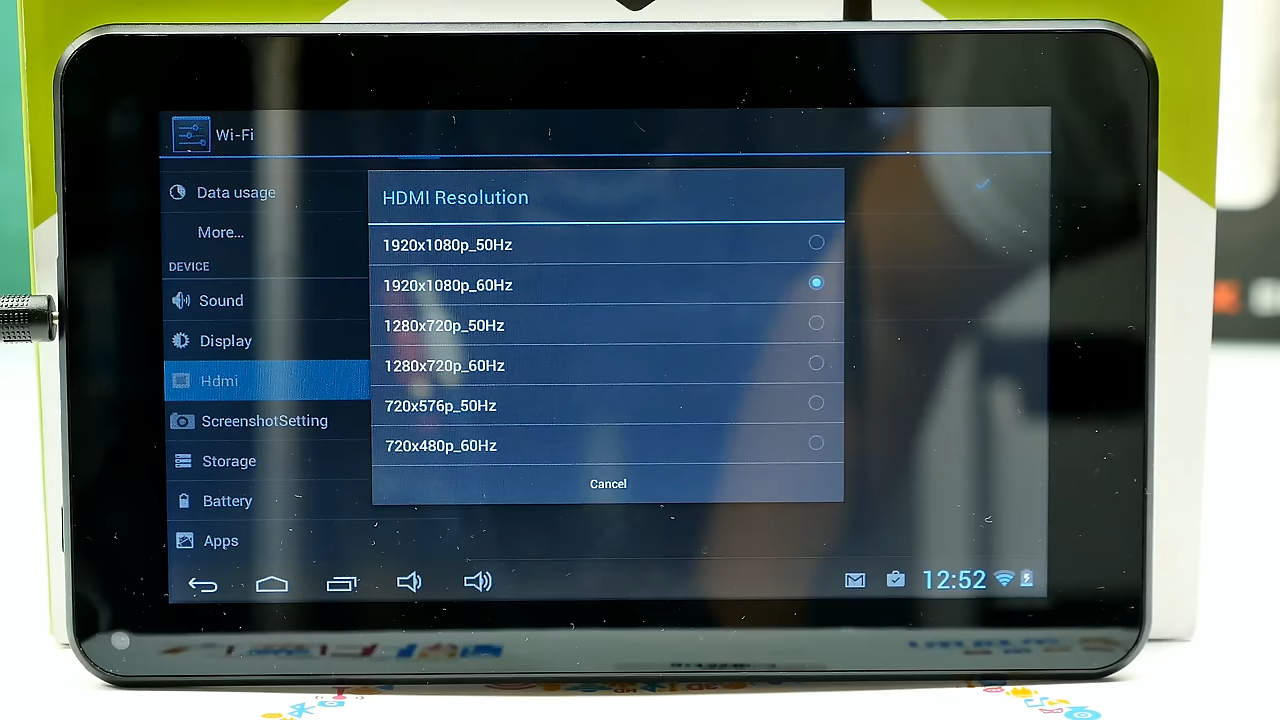 Wi-Fi
Data usage
More...
DEVICE
Sound
Display
Hdmi
ScreenshotSetting
Storage
Battery
Apps
HDMI Resolution
1920x1080p_50Hz
1920x1080p_60Hz
1280x720p_50Hz
1280x720p_60Hz
720x576p_50Hz
720x480p_60Hz
Cancel
12:52